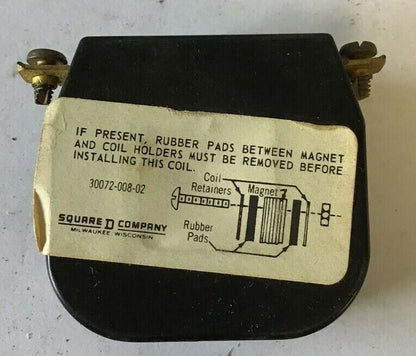 IF PRESENT, RUBBER PADS BETWEEN MAGNET
AND COIL HOLDERS MUST BE REMOVED BEFORE
INSTALLING THIS COIL.
30072-008-02
Coil
Retainers
Magnet
Rubber
Pads
SQUARE D COMPANY
MILWAUKEE WISCONSIN